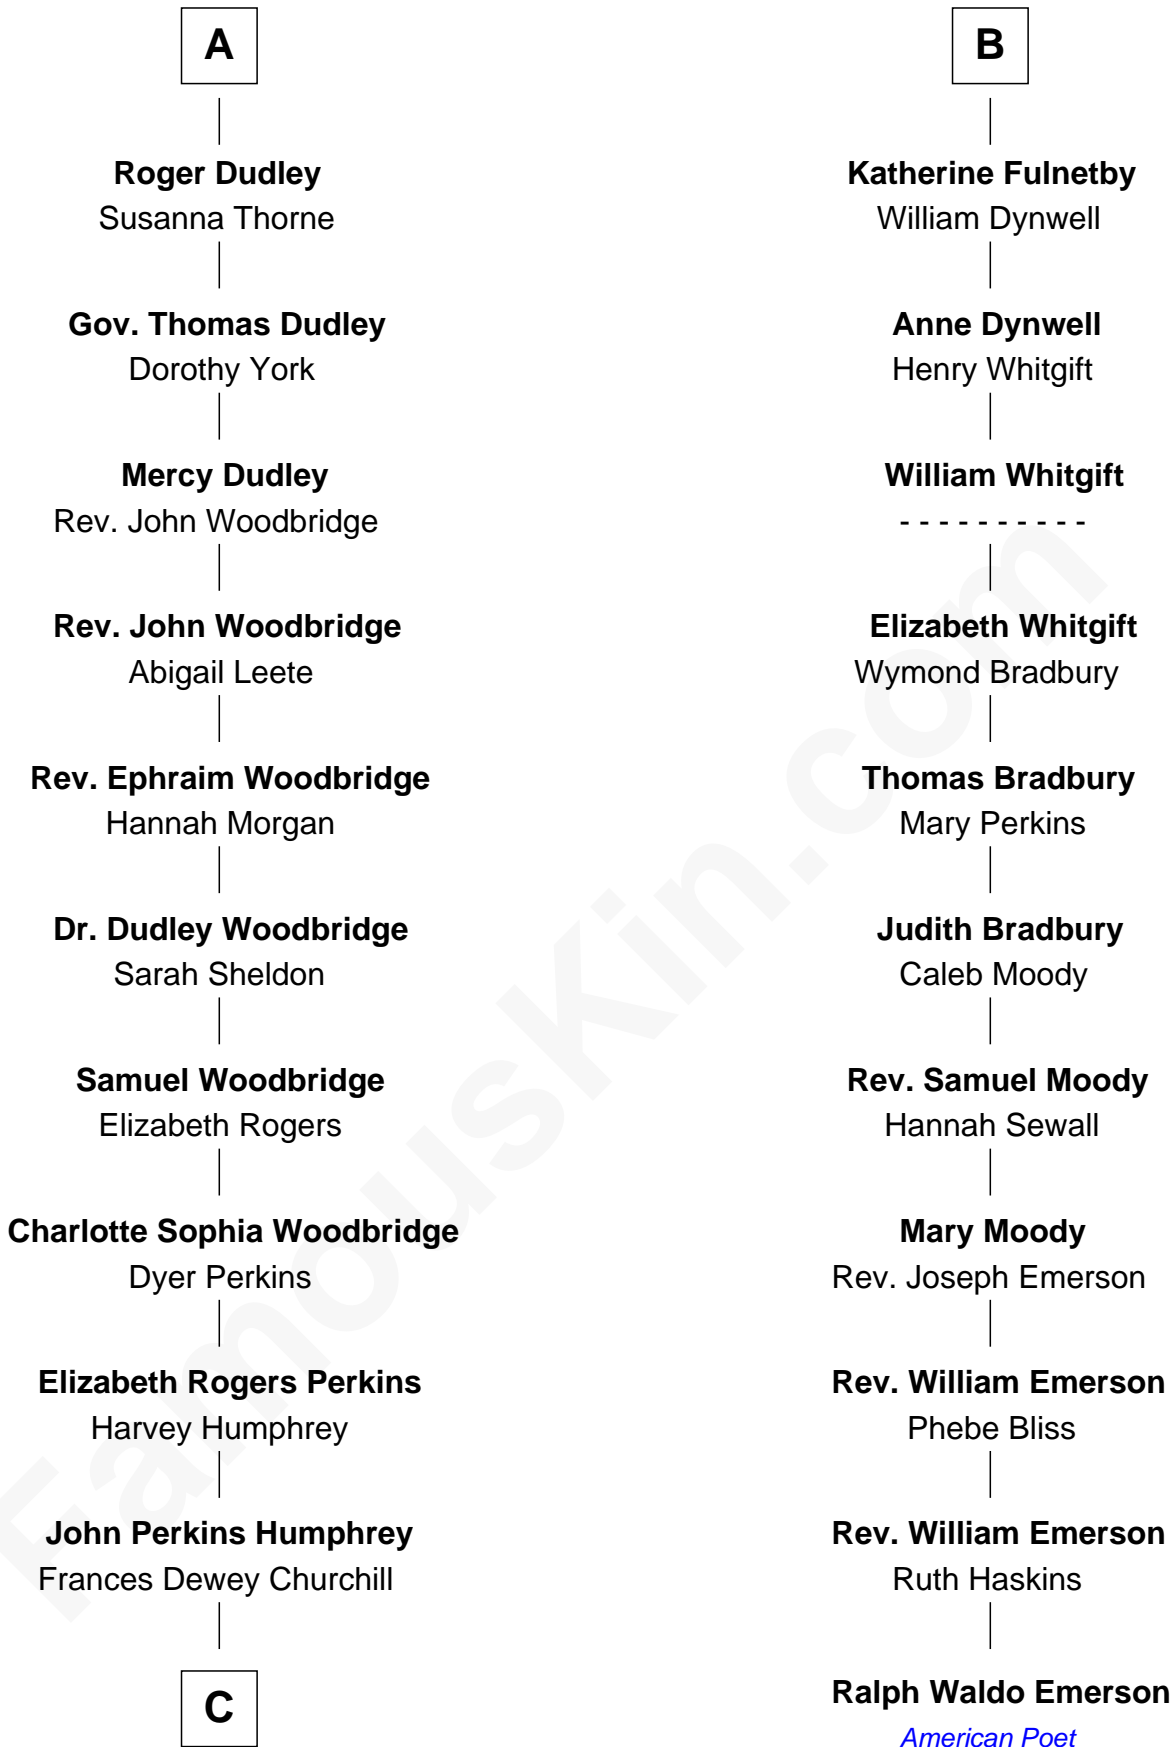 A
Roger Dudley
Susanna Thorne
Gov. Thomas Dudley
Dorothy York
Mercy Dudley
Rev. John Woodbridge
Rev. John Woodbridge
Abigail Leete
Rev. Ephraim Woodbridge
Hannah Morgan
Dr. Dudley Woodbridge
Sarah Sheldon
Samuel Woodbridge
Elizabeth Rogers
Charlotte Sophia Woodbridge
Dyer Perkins
Elizabeth Rogers Perkins
Harvey Humphrey
John Perkins Humphrey
Frances Dewey Churchill
C
B
Katherine Fulnetby
William Dynwell
Anne Dynwell
Henry Whitgift
William Whitgift
- - - - - - - - - -
Elizabeth Whitgift
Wymond Bradbury
Thomas Bradbury
Mary Perkins
Judith Bradbury
Caleb Moody
Rev. Samuel Moody
Hannah Sewall
Mary Moody
Rev. Joseph Emerson
Rev. William Emerson
Phebe Bliss
Rev. William Emerson
Ruth Haskins
Ralph Waldo Emerson
American Poet
FamousKin.com